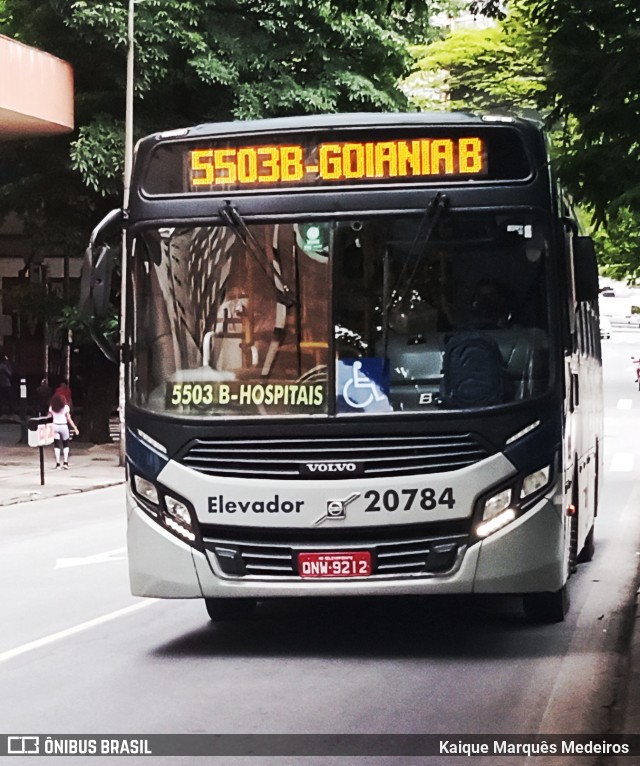 5503B-GOIANIA B
5503 B-HOSPITAIS
VOLVO
Elevador 20784
QNW-9212
ÔNIBUS BRASIL
Kaique Marquês Medeiros